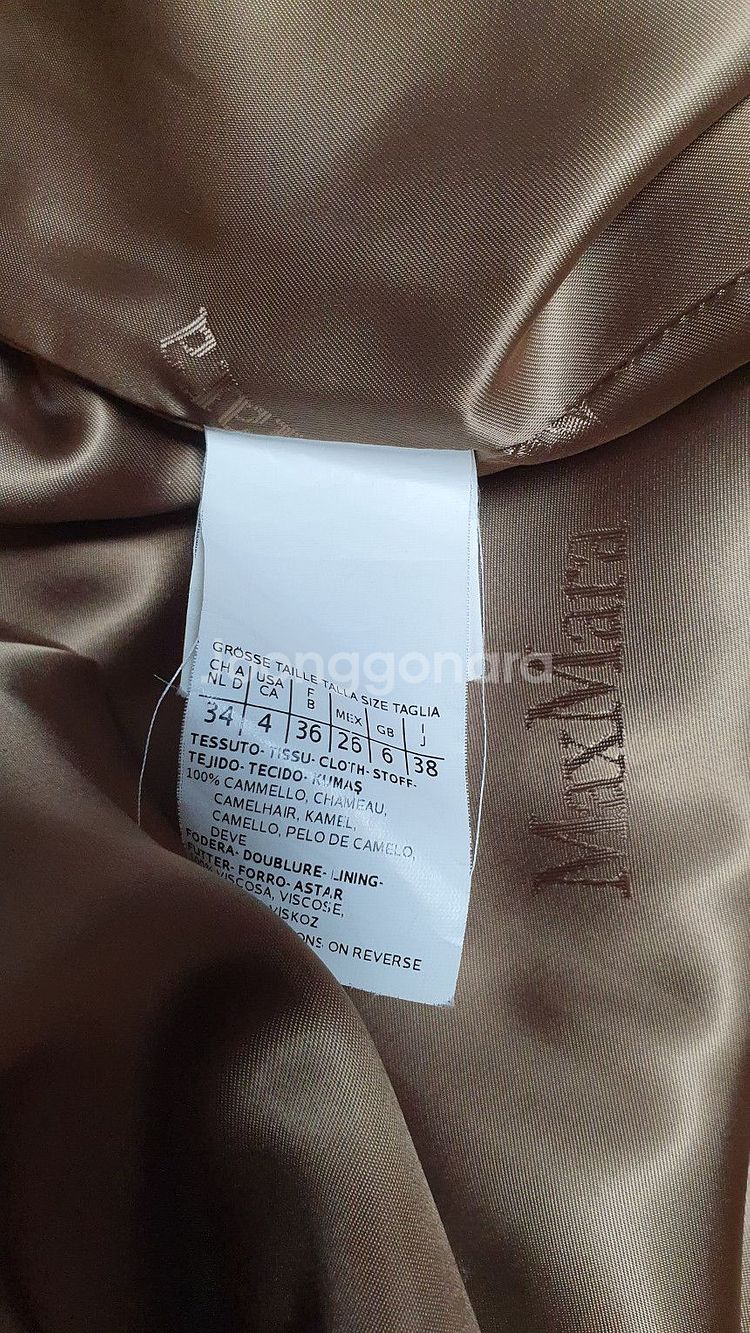 GRÖSSE TAILLE TALLA SIZE TAGLIA
CH A USA F MEX GB I
NL D CA B J
34 4 36 26 6 38
TESSUTO- TISSU- CLOTH- STOFF-
TEJIDO- TECIDO- KUMAŞ
100% CAMMELLO, CHAMEAU,
CAMELHAIR, KAMEL,
CAMELLO, PELO DE CAMELO,
DEVE
FODERA- DOUBLURE- LINING-
FUTTER- FORRO- ASTAR
100% VISCOSA, VISCOSE,
VISKOZ
ON REVERSE
MaxMara
Joonggonara